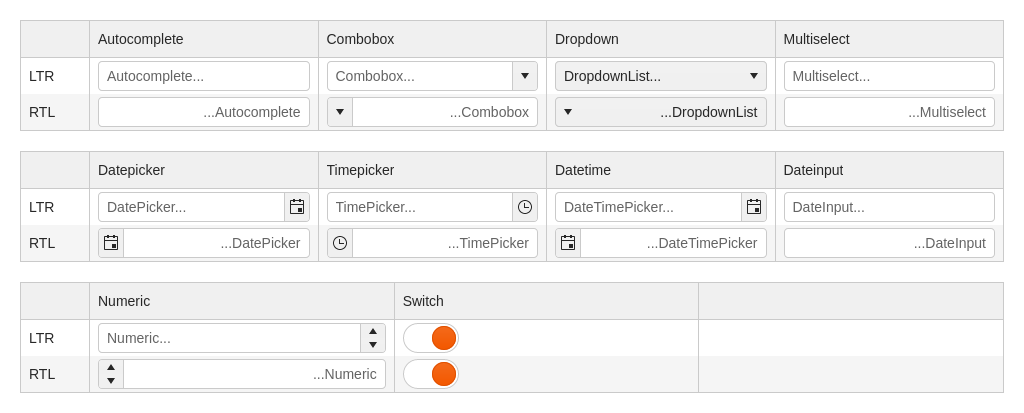 Autocomplete Combobox Dropdown Multiselect
LTR Autocomplete... Combobox... DropdownList... Multiselect...
RTL ...Autocomplete ...Combobox ...DropdownList ...Multiselect
Datepicker Timepicker Datetime Dateinput
LTR DatePicker... TimePicker... DateTimePicker... DateInput...
RTL ...DatePicker ...TimePicker ...DateTimePicker ...DateInput
Numeric Switch
LTR Numeric...
RTL ...Numeric